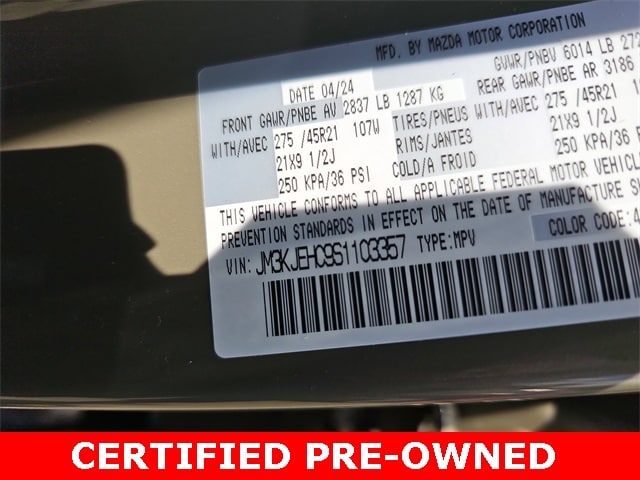 MFD. BY MAZDA MOTOR CORPORATION
DATE 04/24 GVWR/PNBV 6014 LB
FRONT GAWR/PNBE AV 2837 LB 1287 KG REAR GAWR/PNBE AR 3186
WITH/AVEC 275 /45R21 107W TIRES/PNEUS WITH/AVEC 275 /45R21
21X9 1/2J RIMS/JANTES 21X9 1/2J
250 KPA/36 PSI COLD/A FROID 250 KPA/36
THIS VEHICLE CONFORMS TO ALL APPLICABLE FEDERAL MOTOR VEHICLE
PREVENTION STANDARDS IN EFFECT ON THE DATE OF MANUFACTURE
VIN: JM3KJEHC9S1103357 TYPE: MPV COLOR CODE:
CERTIFIED PRE-OWNED